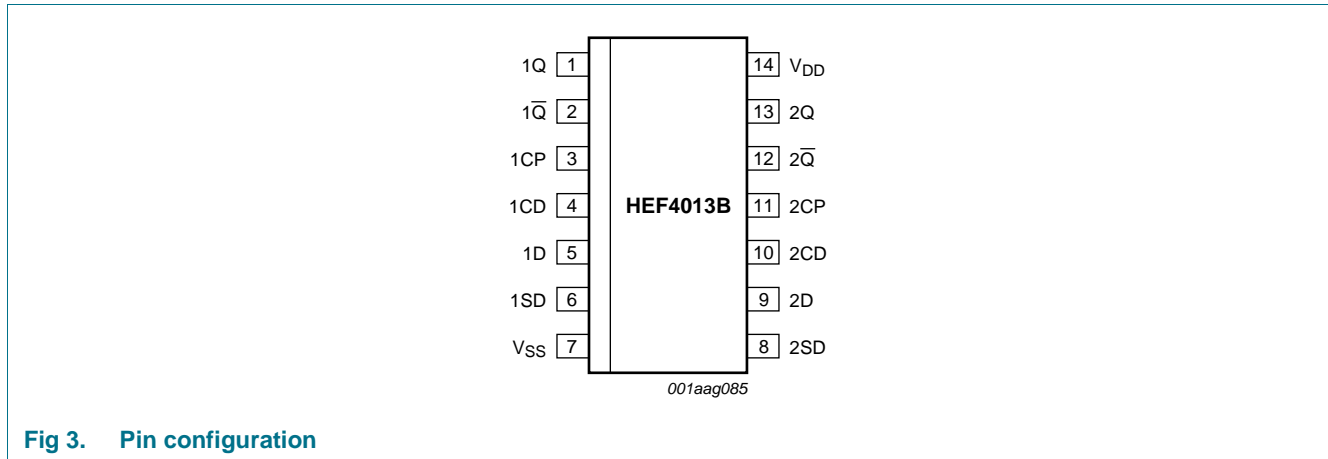 1Q 1 14 VDD
1Q̅ 2 13 2Q
1CP 3 12 2Q̅
1CD 4 HEF4013B 11 2CP
1D 5 10 2CD
1SD 6 9 2D
VSS 7 8 2SD
001aag085
Fig 3. Pin configuration